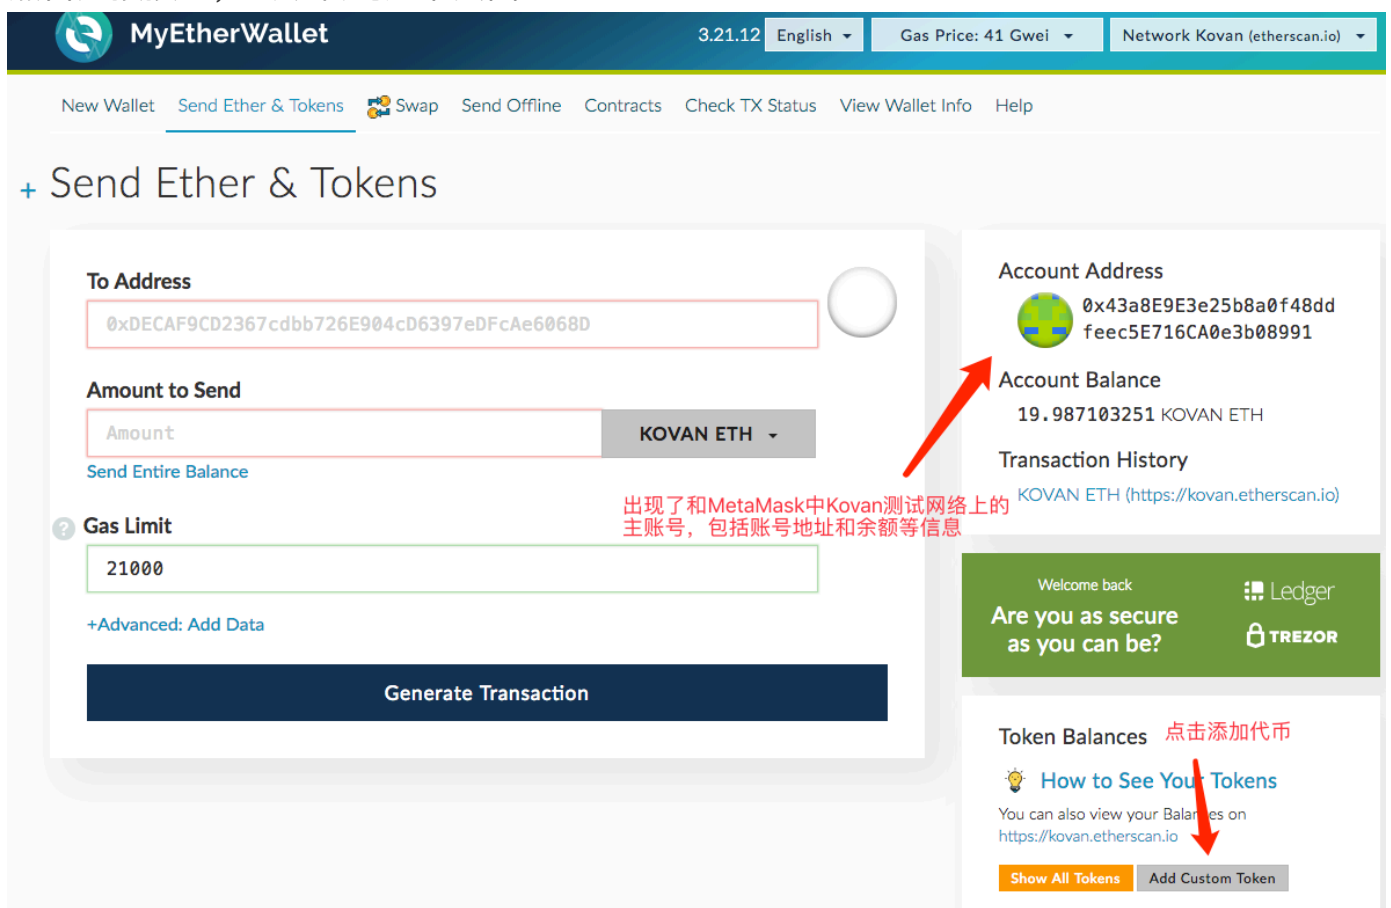 MyEtherWallet
3.21.12 English
Gas Price: 41 Gwei
Network Kovan (etherscan.io)
New Wallet Send Ether & Tokens Swap Send Offline Contracts Check TX Status View Wallet Info Help
+ Send Ether & Tokens
To Address
0xDECAF9CD2367cdbb726E904cD6397eDFcAe6068D
Amount to Send
Amount
KOVAN ETH
Send Entire Balance
? Gas Limit
21000
+Advanced: Add Data
Generate Transaction
Account Address
0x43a8E9E3e25b8a0f48dd
feec5E716CA0e3b08991
Account Balance
19.987103251 KOVAN ETH
Transaction History
KOVAN ETH (https://kovan.etherscan.io)
出现了和MetaMask中Kovan测试网络上的
主账号，包括账号地址和余额等信息
Welcome back
Are you as secure
as you can be?
Ledger
TREZOR
Token Balances
点击添加代币
How to See Your Tokens
You can also view your Balances on
https://kovan.etherscan.io
Show All Tokens
Add Custom Token